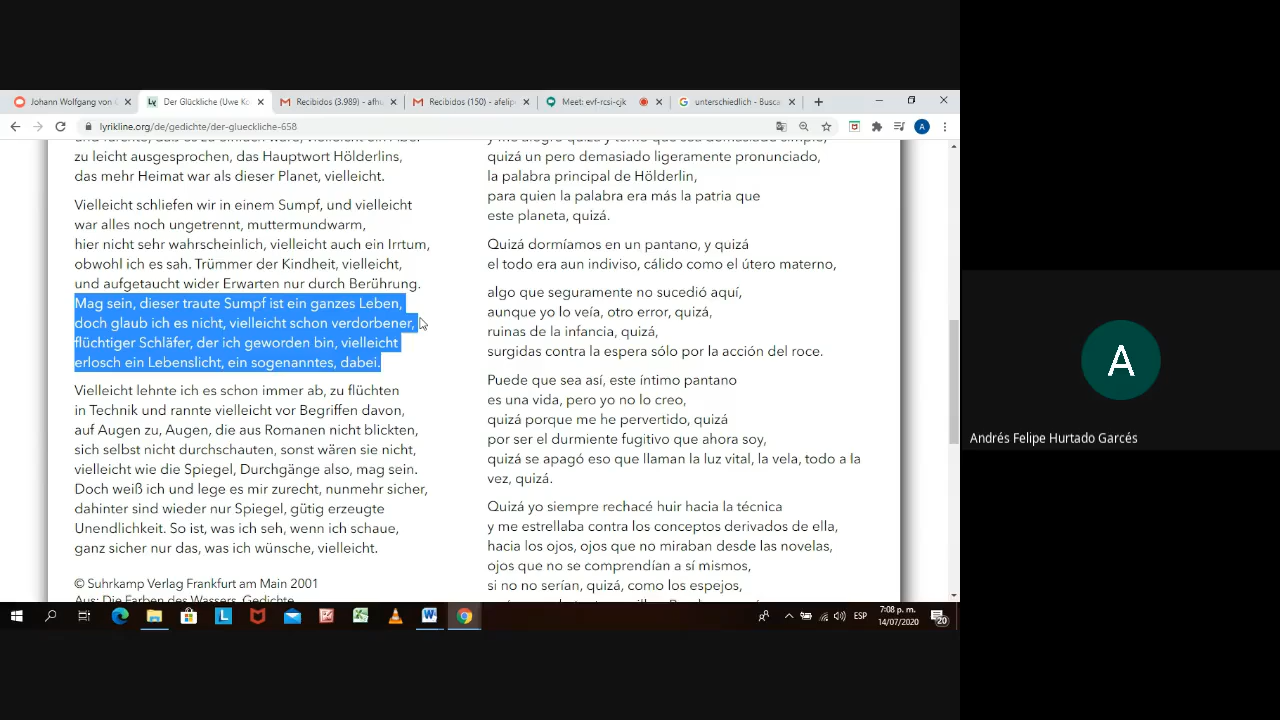 Johann Wolfgang von G
Der Glückliche (Uwe Ko
Recibidos (3.989) - afhu
Recibidos (150) - afelip
Meet: evf-rcsi-cjk
unterschiedlich - Busca
lyrikline.org/de/gedichte/der-glueckliche-658
zu leicht ausgesprochen, das Hauptwort Hölderlins,
das mehr Heimat war als dieser Planet, vielleicht.
Vielleicht schliefen wir in einem Sumpf, und vielleicht
war alles noch ungetrennt, muttermundwarm,
hier nicht sehr wahrscheinlich, vielleicht auch ein Irrtum,
obwohl ich es sah. Trümmer der Kindheit, vielleicht,
und aufgetaucht wider Erwarten nur durch Berührung.
Mag sein, dieser traute Sumpf ist ein ganzes Leben,
doch glaub ich es nicht, vielleicht schon verdorbener,
flüchtiger Schläfer, der ich geworden bin, vielleicht
erlosch ein Lebenslicht, ein sogenanntes, dabei.
Vielleicht lehnte ich es schon immer ab, zu flüchten
in Technik und rannte vielleicht vor Begriffen davon,
auf Augen zu, Augen, die aus Romanen nicht blickten,
sich selbst nicht durchschauten, sonst wären sie nicht,
vielleicht wie die Spiegel, Durchgänge also, mag sein.
Doch weiß ich und lege es mir zurecht, nunmehr sicher,
dahinter sind wieder nur Spiegel, gütig erzeugte
Unendlichkeit. So ist, was ich seh, wenn ich schaue,
ganz sicher nur das, was ich wünsche, vielleicht.
© Suhrkamp Verlag Frankfurt am Main 2001
Aus: Die Farben des Wassers. Gedichte
quizá un pero demasiado ligeramente pronunciado,
la palabra principal de Hölderlin,
para quien la palabra era más la patria que
este planeta, quizá.
Quizá dormíamos en un pantano, y quizá
el todo era aun indiviso, cálido como el útero materno,
algo que seguramente no sucedió aquí,
aunque yo lo veía, otro error, quizá,
ruinas de la infancia, quizá,
surgidas contra la espera sólo por la acción del roce.
Puede que sea así, este íntimo pantano
es una vida, pero yo no lo creo,
quizá porque me he pervertido, quizá
por ser el durmiente fugitivo que ahora soy,
quizá se apagó eso que llaman la luz vital, la vela, todo a la
vez, quizá.
Quizá yo siempre rechacé huir hacia la técnica
y me estrellaba contra los conceptos derivados de ella,
hacia los ojos, ojos que no miraban desde las novelas,
ojos que no se comprendían a sí mismos,
si no no serían, quizá, como los espejos,
A
Andrés Felipe Hurtado Garcés
ESP
7:08 p. m.
14/07/2020
20